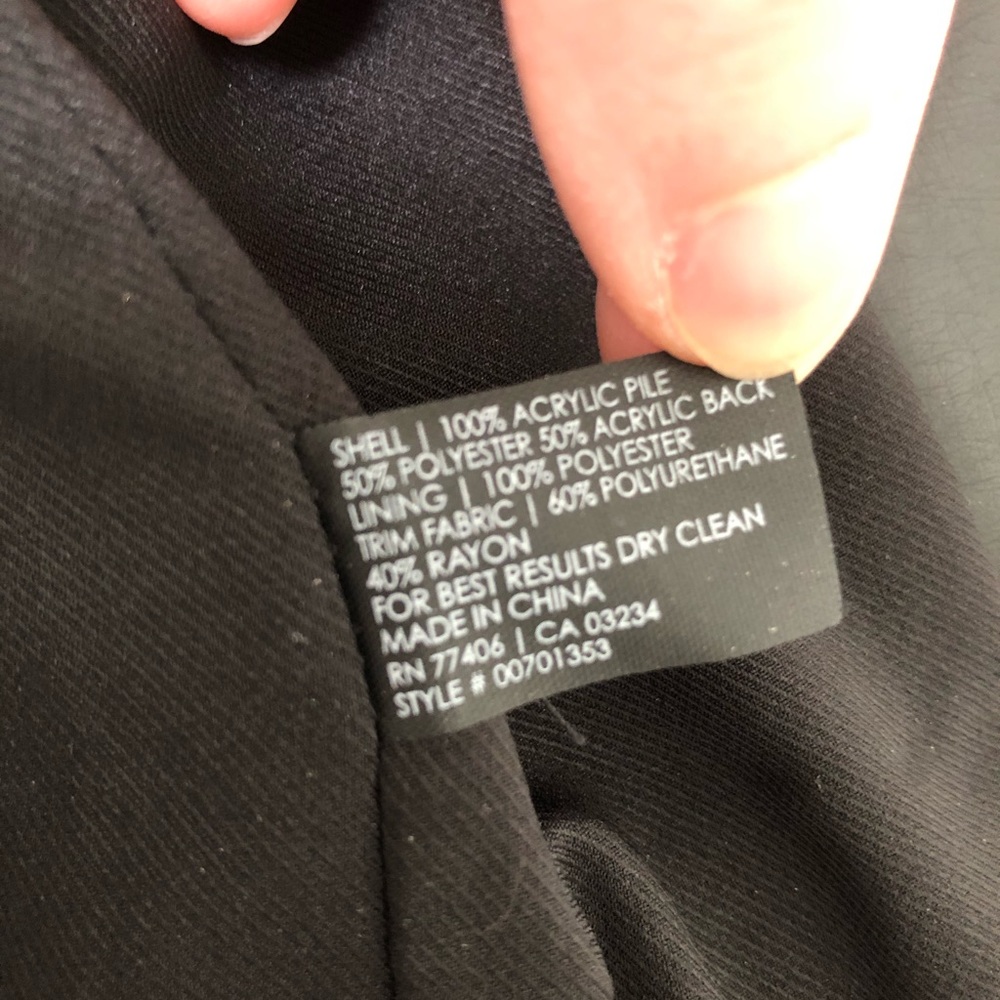 SHELL | 100% ACRYLIC PILE
50% POLYESTER 50% ACRYLIC BACK
LINING | 100% POLYESTER
TRIM FABRIC | 60% POLYURETHANE
40% RAYON
FOR BEST RESULTS DRY CLEAN
MADE IN CHINA
RN 77406 | CA 03234
STYLE # 00701353